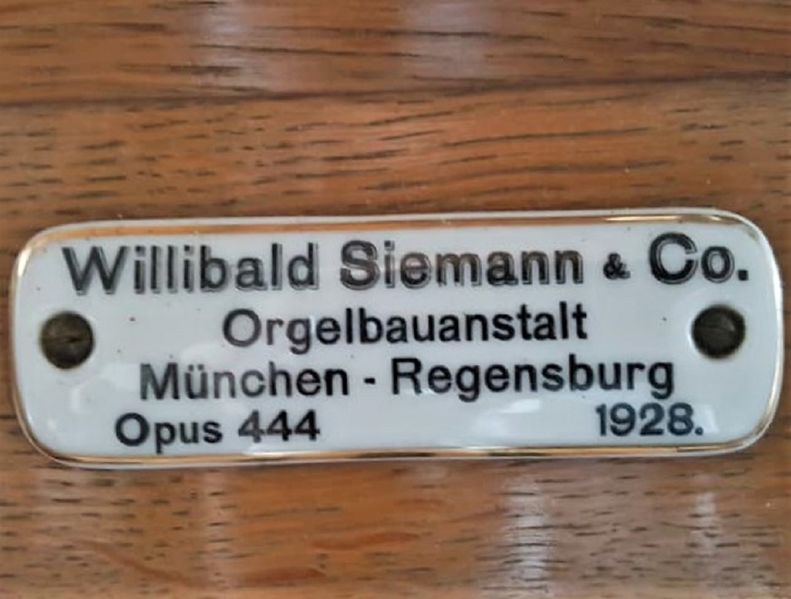 Willibald Siemann & Co.
Orgelbauanstalt
München - Regensburg
Opus 444 1928.